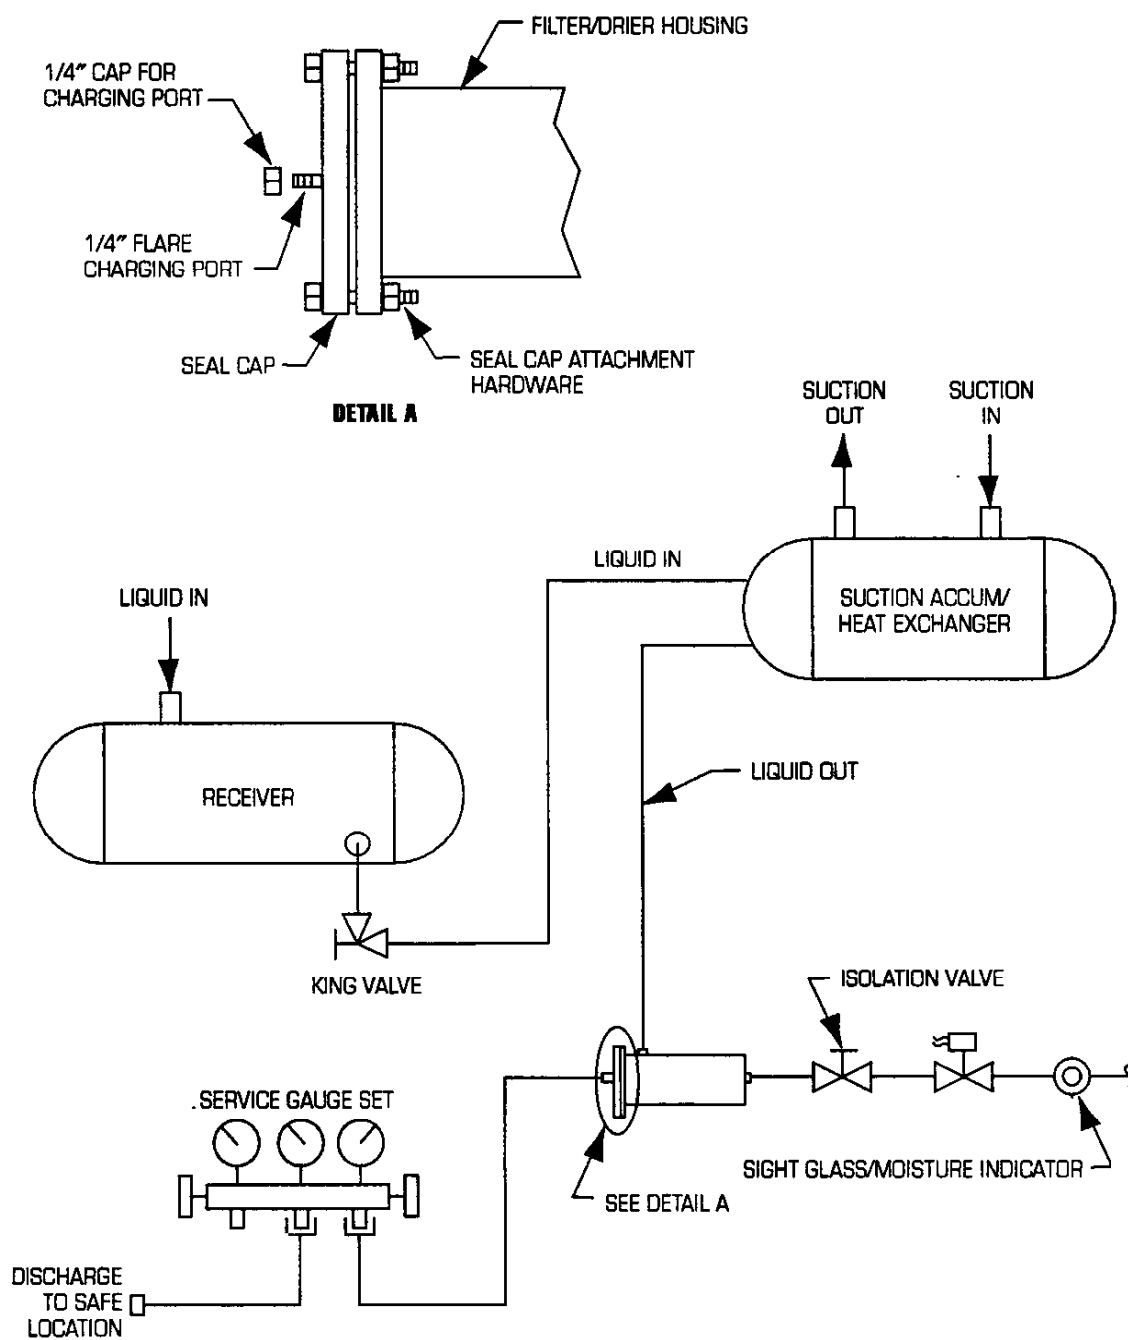 FILTER/DRIER HOUSING
1/4" CAP FOR
CHARGING PORT
1/4" FLARE
CHARGING PORT
SEAL CAP
SEAL CAP ATTACHMENT
HARDWARE
DETAIL A
SUCTION
OUT
SUCTION
IN
LIQUID IN
SUCTION ACCUM/
HEAT EXCHANGER
LIQUID IN
LIQUID OUT
RECEIVER
KING VALVE
ISOLATION VALVE
.SERVICE GAUGE SET
SIGHT GLASS/MOISTURE INDICATOR
SEE DETAIL A
DISCHARGE
TO SAFE
LOCATION